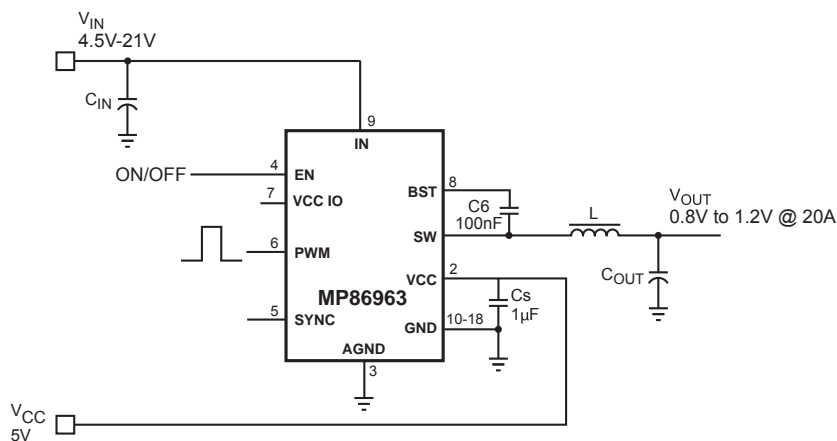 VIN
4.5V-21V
CIN
9
IN
ON/OFF
4
EN
7
VCC IO
6
PWM
5
SYNC
MP86963
BST
8
C6
100nF
SW
L
VOUT
0.8V to 1.2V @ 20A
COUT
VCC
2
Cs
1µF
GND
10-18
AGND
3
VCC
5V